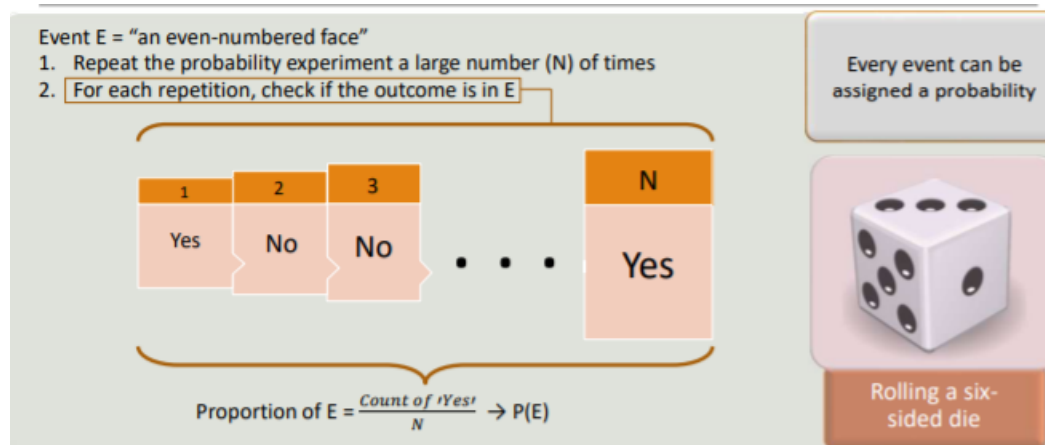 Event E = “an even-numbered face”
1. Repeat the probability experiment a large number (N) of times
2. For each repetition, check if the outcome is in E
1
Yes
2
No
3
No
. . .
N
Yes
Proportion of E = Count of 'Yes' / N → P(E)
Every event can be
assigned a probability
Rolling a six-
sided die